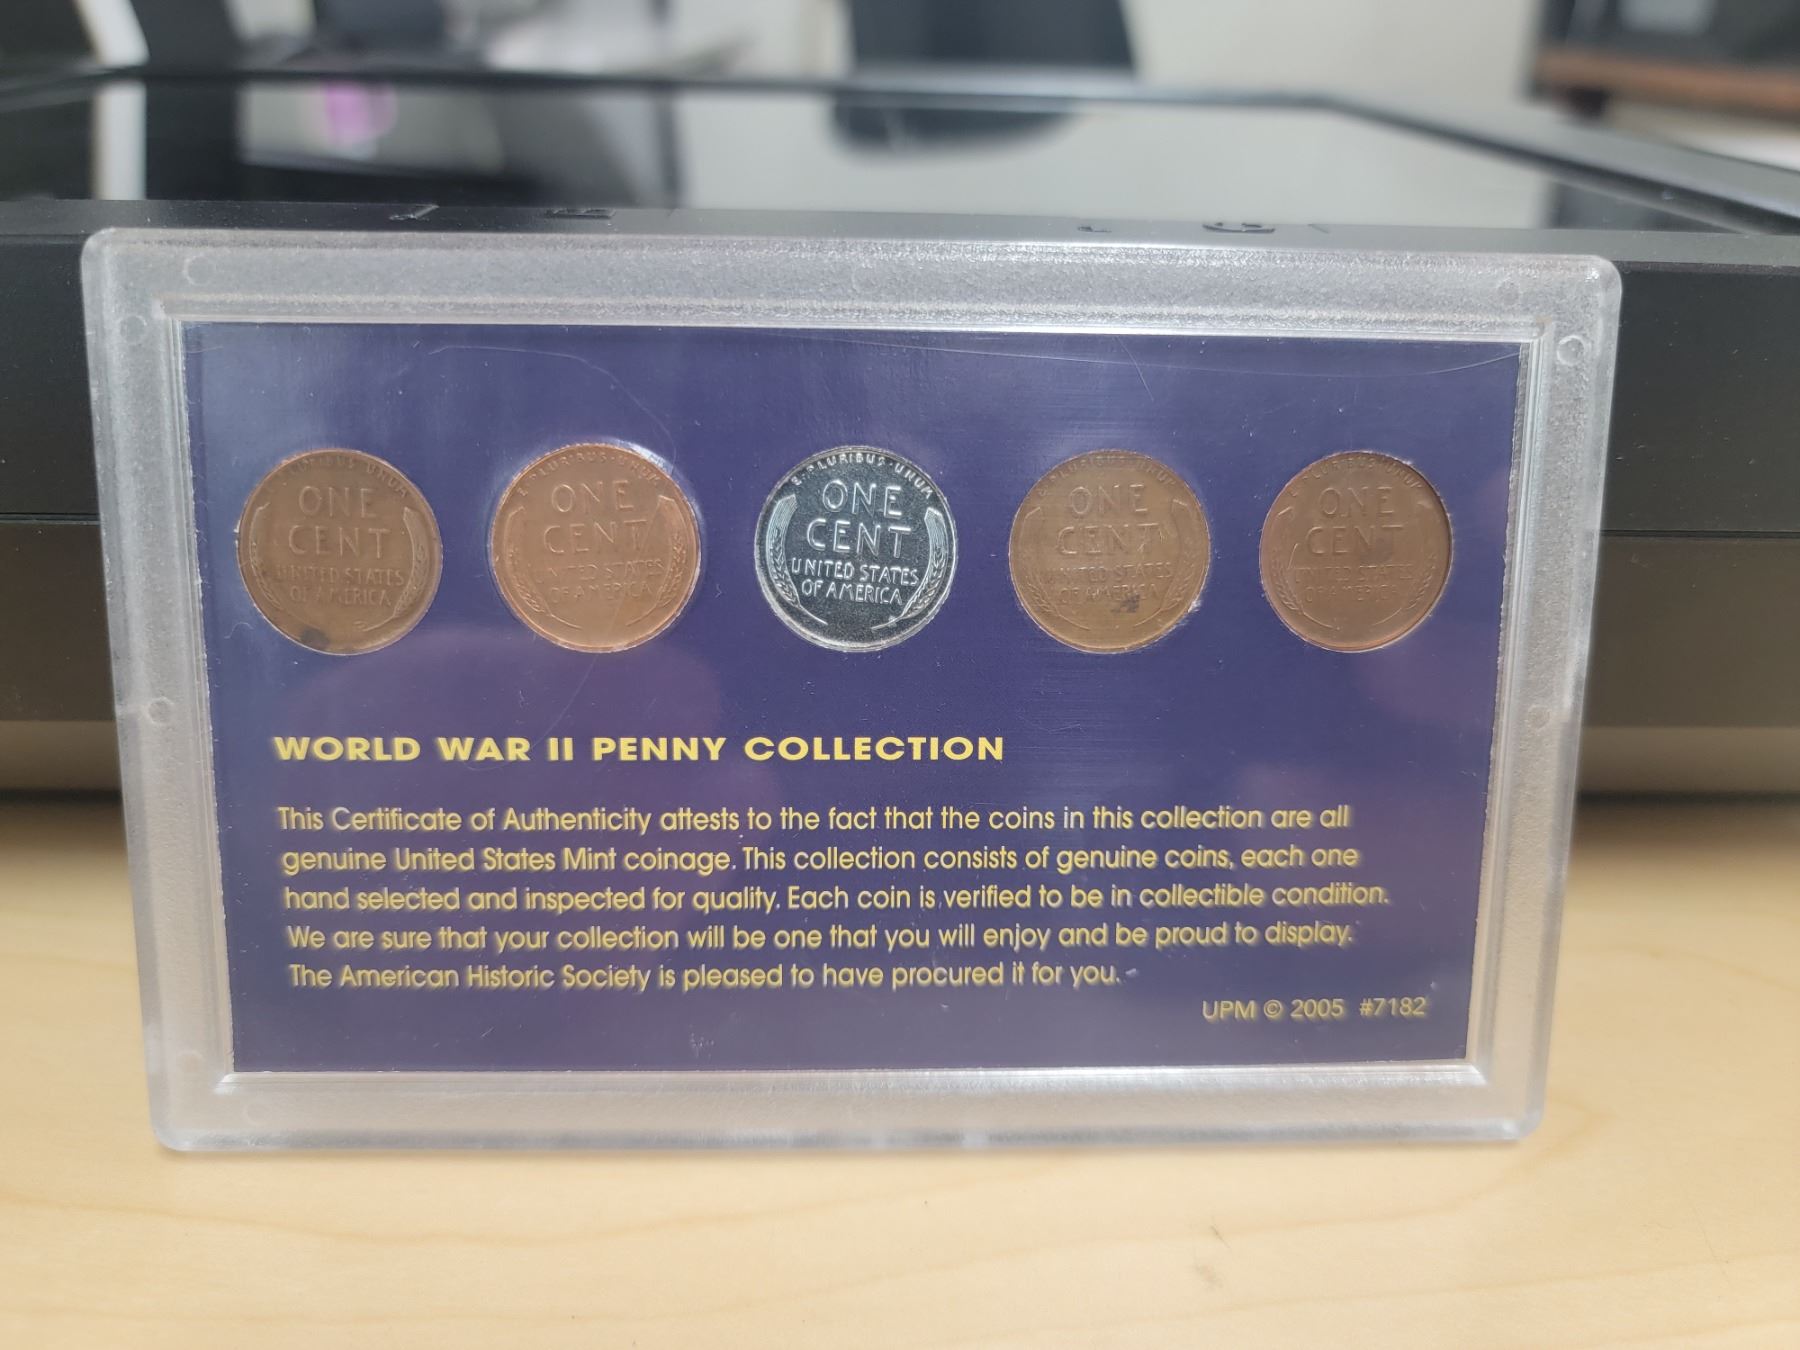 E·PLURIBUS·UNUM
ONE
CENT
UNITED STATES
OF AMERICA
E·PLURIBUS·UNUM
ONE
CENT
UNITED STATES
OF AMERICA
E·PLURIBUS·UNUM
ONE
CENT
UNITED STATES
OF AMERICA
E·PLURIBUS·UNUM
ONE
CENT
UNITED STATES
OF AMERICA
E·PLURIBUS·UNUM
ONE
CENT
UNITED STATES
OF AMERICA
WORLD WAR II PENNY COLLECTION
This Certificate of Authenticity attests to the fact that the coins in this collection are all
genuine United States Mint coinage. This collection consists of genuine coins, each one
hand selected and inspected for quality. Each coin is verified to be in collectible condition.
We are sure that your collection will be one that you will enjoy and be proud to display.
The American Historic Society is pleased to have procured it for you.
UPM © 2005 #7182